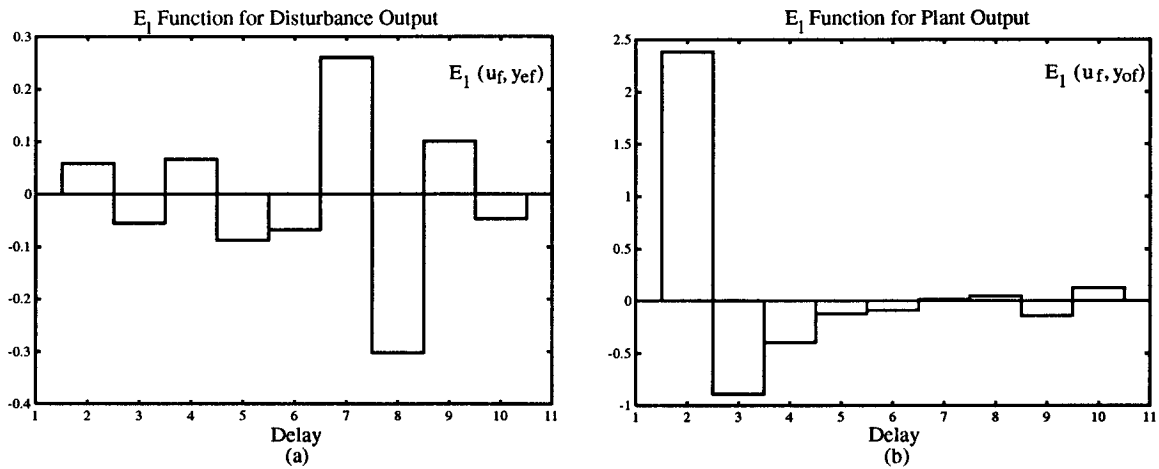 E1 Function for Disturbance Output
0.3
0.2
0.1
0
-0.1
-0.2
-0.3
-0.4
E1 (uf, yef)
1 2 3 4 5 6 7 8 9 10 11
Delay
(a)
E1 Function for Plant Output
2.5
2
1.5
1
0.5
0
-0.5
-1
E1 (uf, yof)
1 2 3 4 5 6 7 8 9 10 11
Delay
(b)